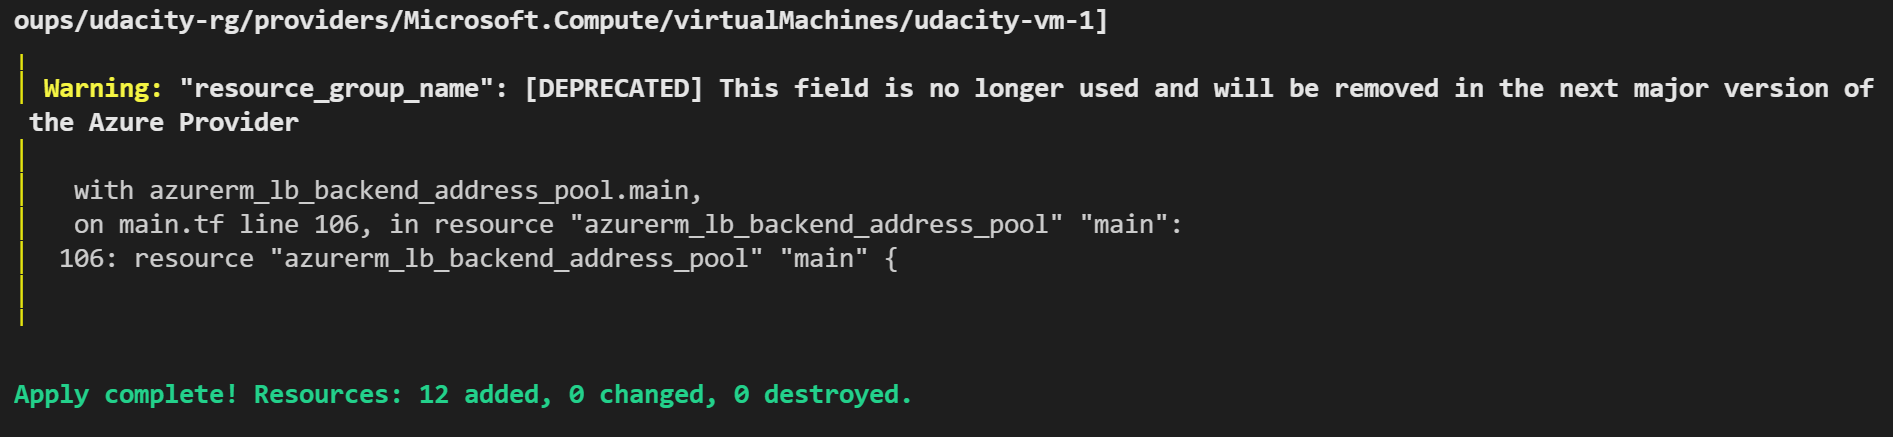 oups/udacity-rg/providers/Microsoft.Compute/virtualMachines/udacity-vm-1]
Warning: "resource_group_name": [DEPRECATED] This field is no longer used and will be removed in the next major version of
the Azure Provider
with azurerm_lb_backend_address_pool.main,
on main.tf line 106, in resource "azurerm_lb_backend_address_pool" "main":
106: resource "azurerm_lb_backend_address_pool" "main" {
Apply complete! Resources: 12 added, 0 changed, 0 destroyed.